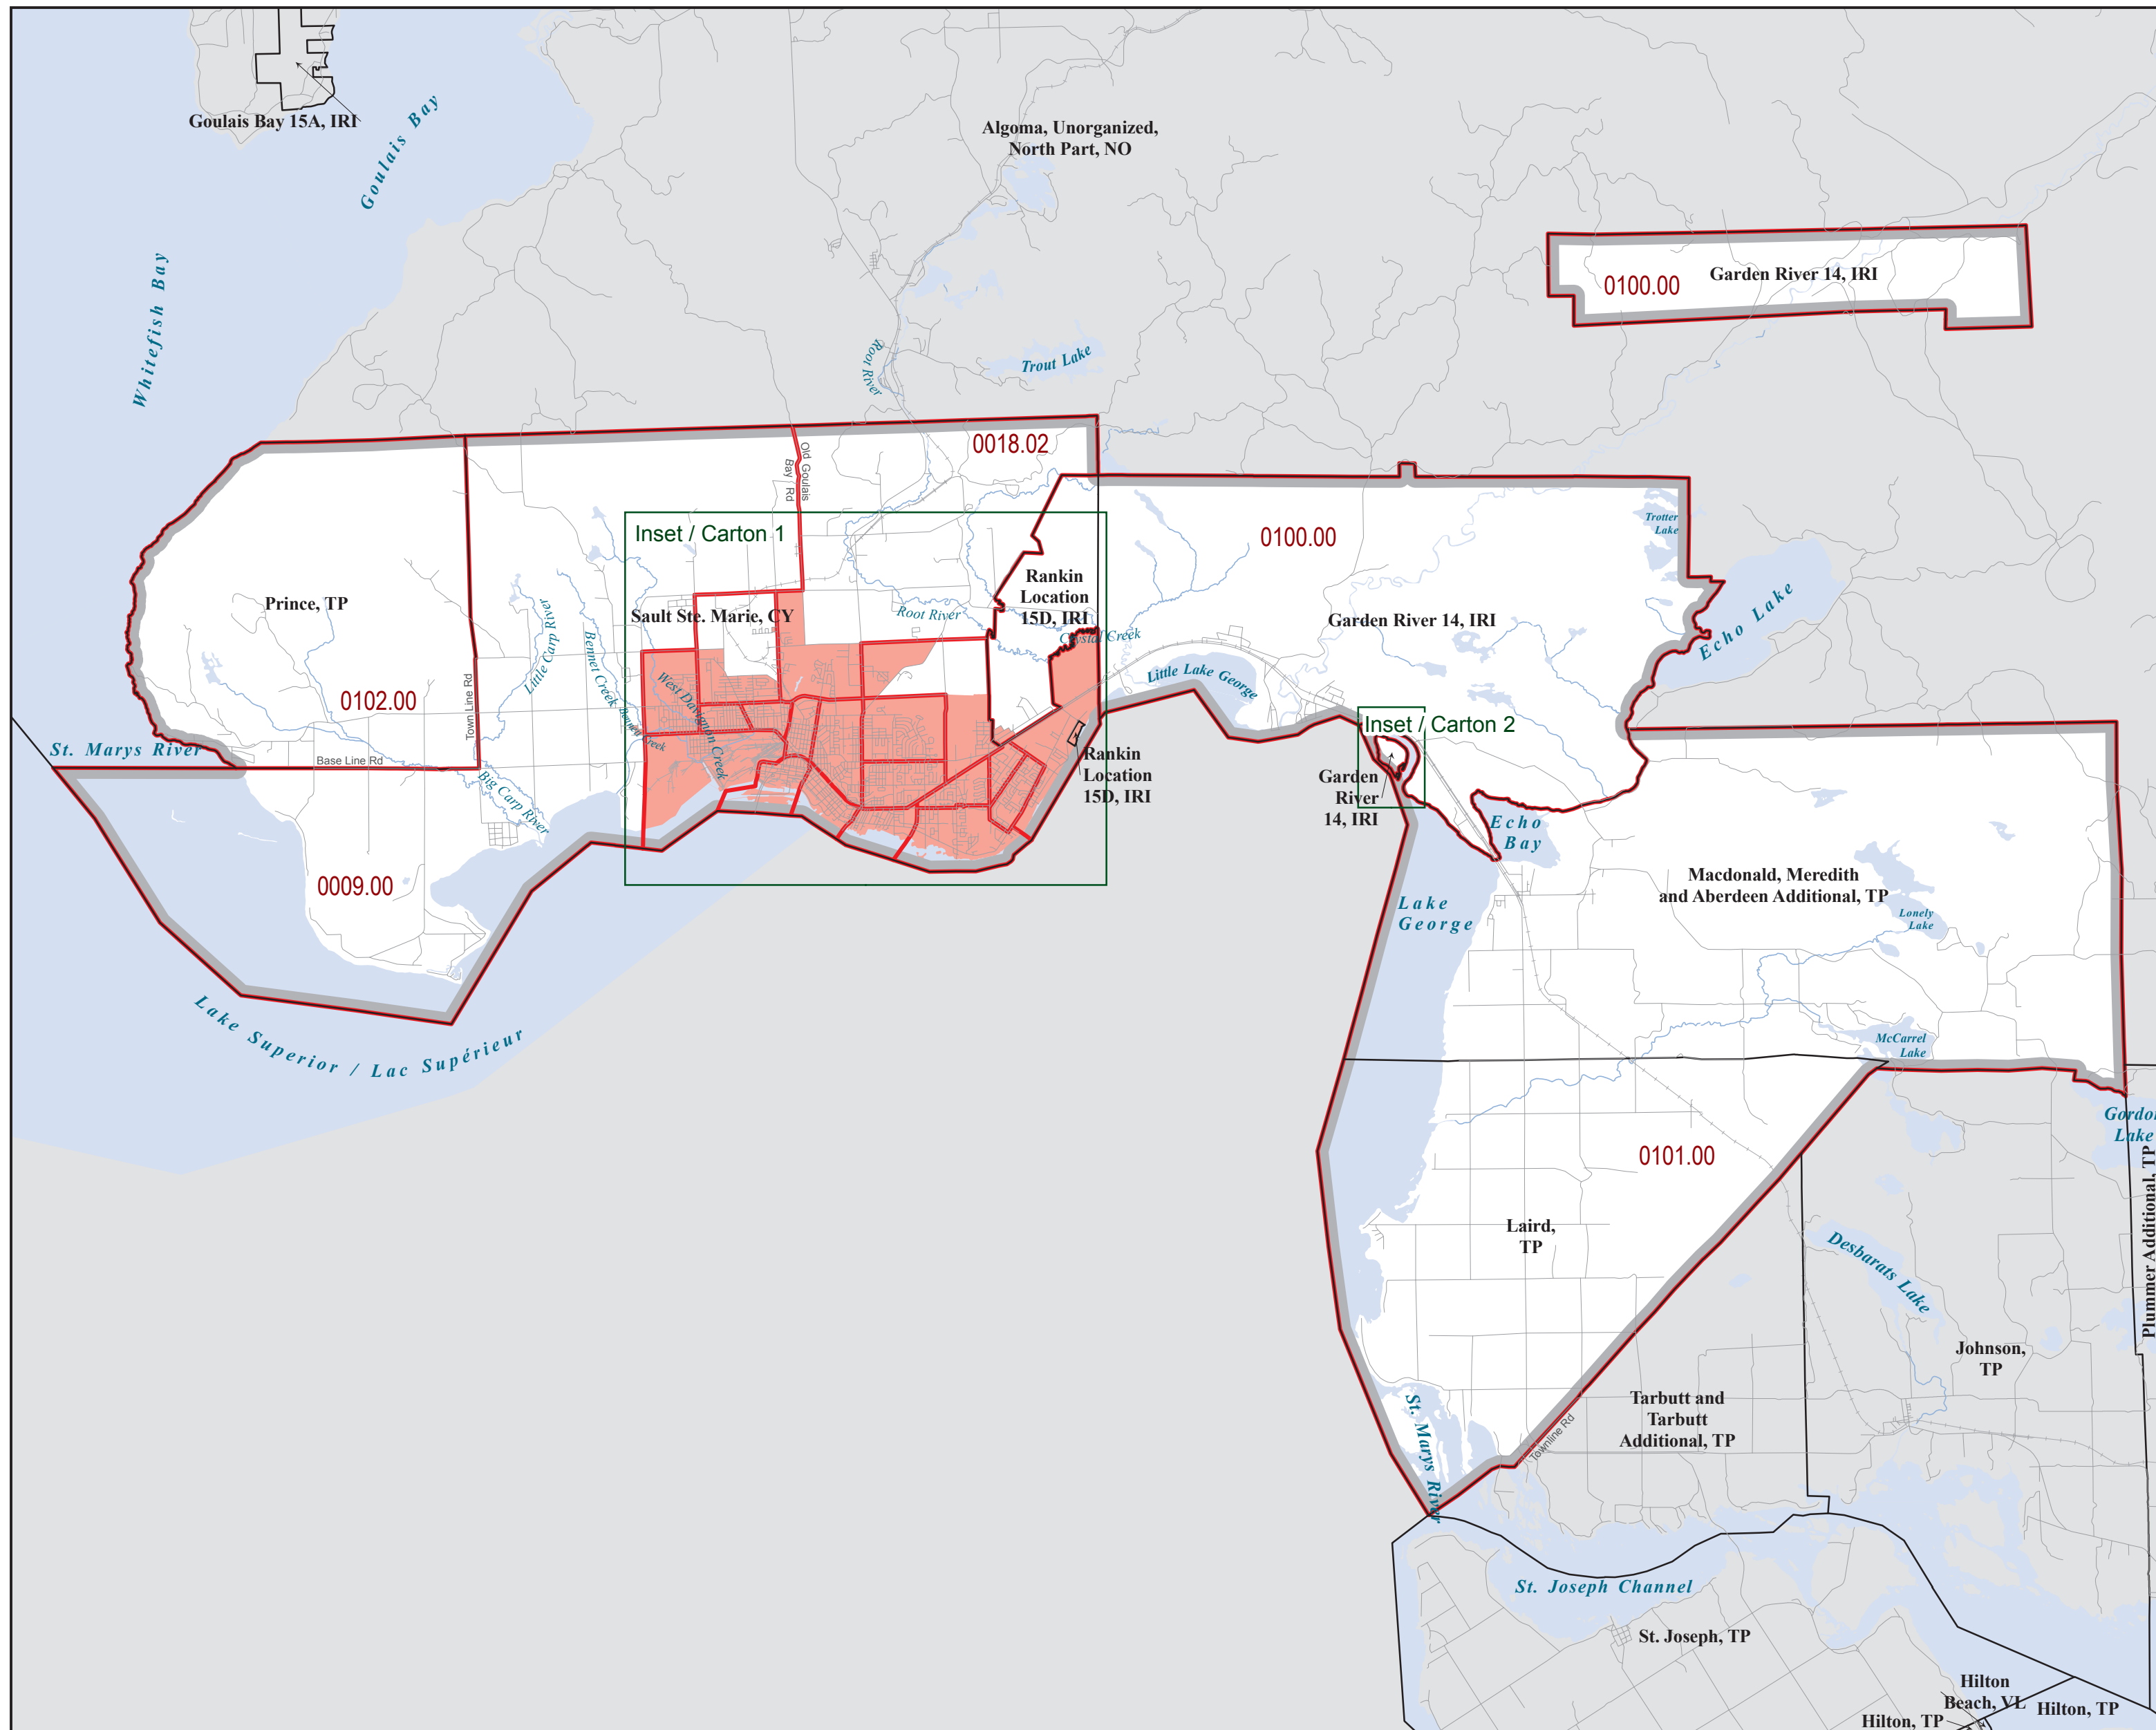 Goulais Bay 15A, IRI
Goulais Bay
Algoma, Unorganized,
North Part, NO
Whitefish Bay
0100.00
Garden River 14, IRI
Root River
Trout Lake
0018.02
Old Goulais
Bay Rd
Inset / Carton 1
0100.00
Trotter
Lake
Rankin
Location
15D, IRI
Prince, TP
Sault Ste. Marie, CY
Root River
Crystal Creek
Garden River 14, IRI
Echo Lake
Little Carp River
Bennet Creek
Bennett Creek
West Davignon Creek
Little Lake George
0102.00
Town Line Rd
Inset / Carton 2
St. Marys River
Base Line Rd
Big Carp River
Rankin
Location
15D, IRI
Garden
River
14, IRI
Echo
Bay
0009.00
Macdonald, Meredith
and Aberdeen Additional, TP
Lake
George
Lonely
Lake
Lake Superior / Lac Supérieur
McCarrel
Lake
Lake
0101.00
Plummer Additional, TP
Laird,
TP
Desbarats Lake
Johnson,
TP
Tarbutt and
Tarbutt
Additional, TP
Townline Rd
St. Marys River
St. Joseph Channel
St. Joseph, TP
Hilton
Beach, VL
Hilton, TP
Hilton, TP